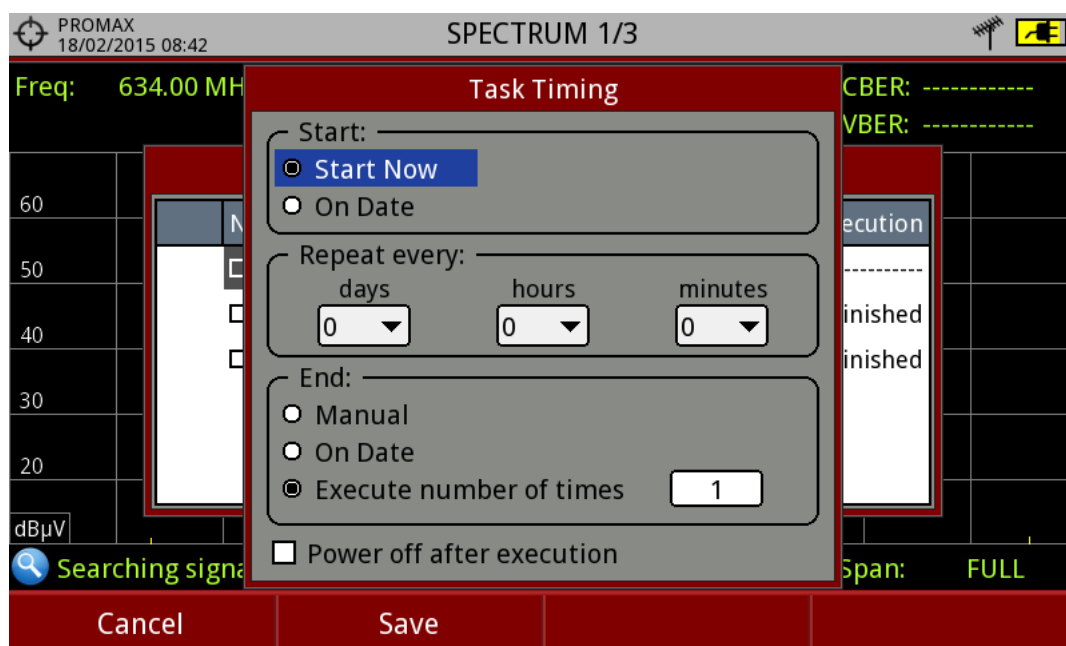 PROMAX
18/02/2015 08:42
SPECTRUM 1/3
Freq: 634.00 MH
CBER: ------------
VBER: ------------
Task Timing
Start:
Start Now
On Date
Repeat every:
days hours minutes
0 0 0
End:
Manual
On Date
Execute number of times 1
Power off after execution
N
ecution
----------
inished
inished
60
50
40
30
20
dBµV
Searching signa
Span: FULL
Cancel Save